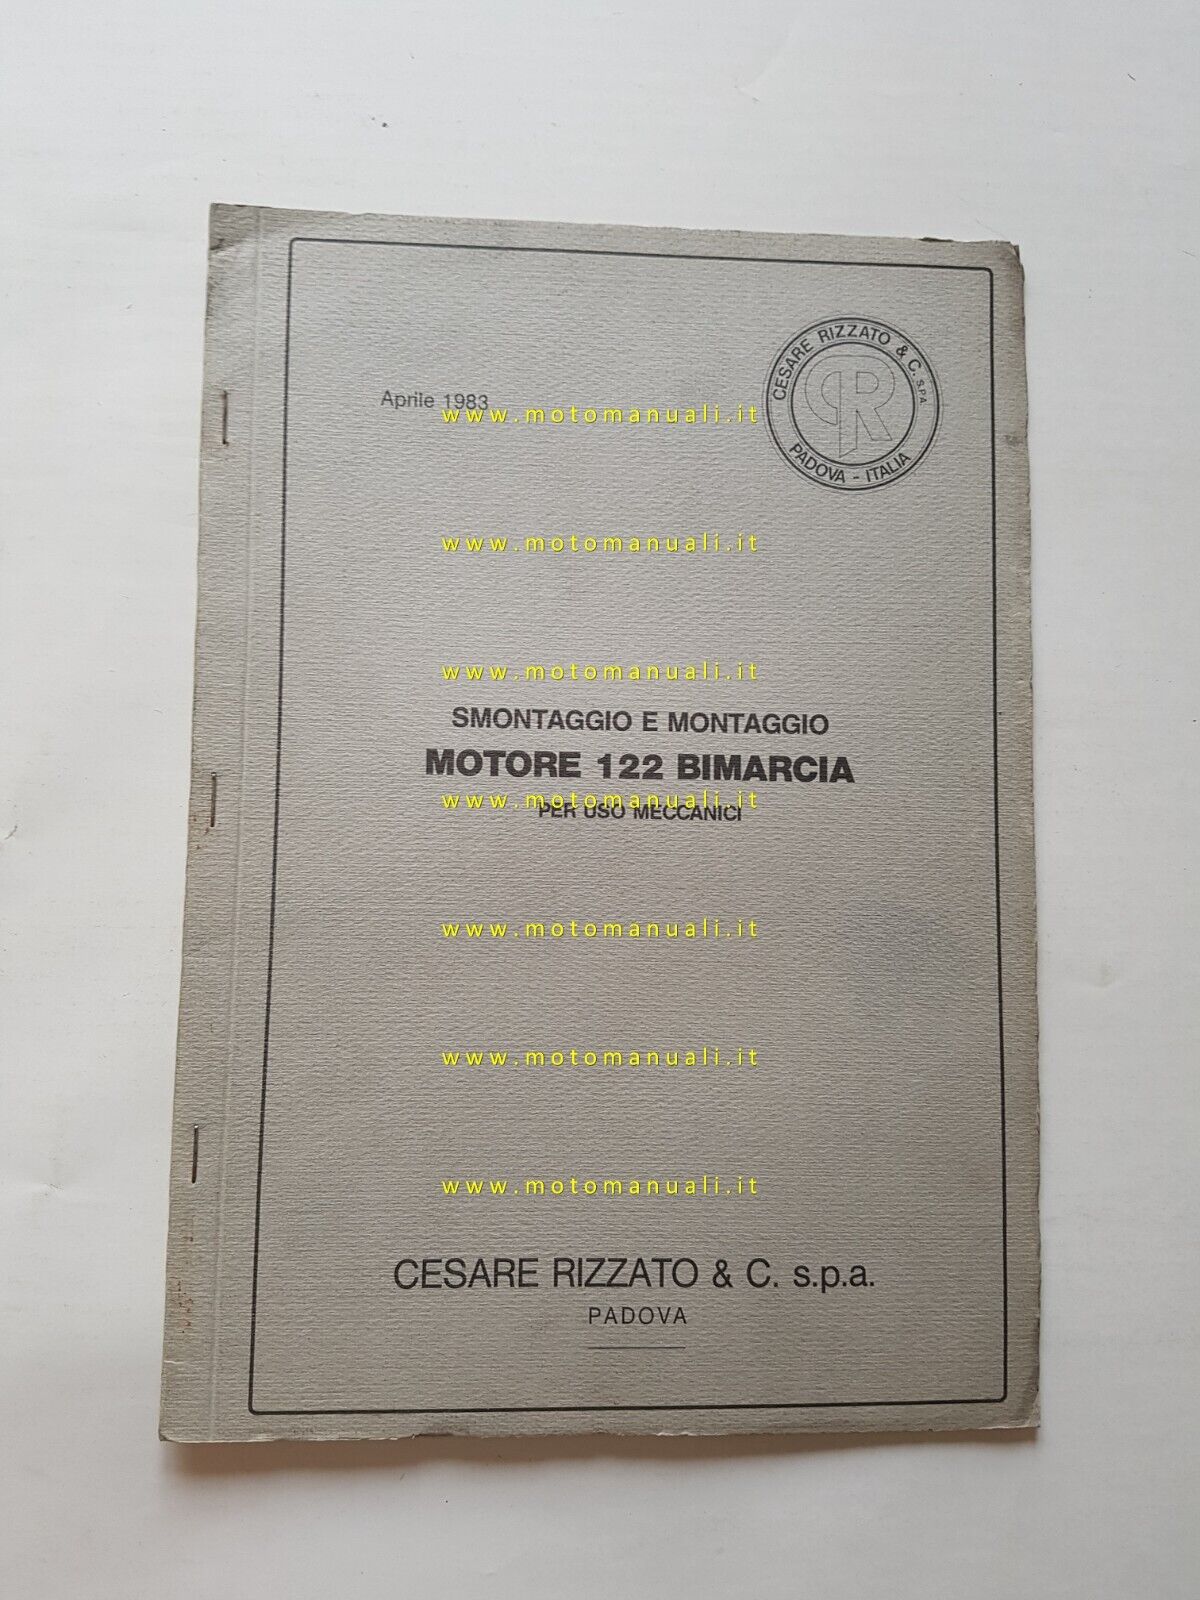 Aprile 1983
CESARE RIZZATO & C. S.P.A.
PADOVA - ITALIA
CR
www.motomanuali.it
www.motomanuali.it
www.motomanuali.it
SMONTAGGIO E MONTAGGIO
MOTORE 122 BIMARCIA
www.motomanuali.it
PER USO MECCANICI
www.motomanuali.it
www.motomanuali.it
www.motomanuali.it
CESARE RIZZATO & C. s.p.a.
PADOVA